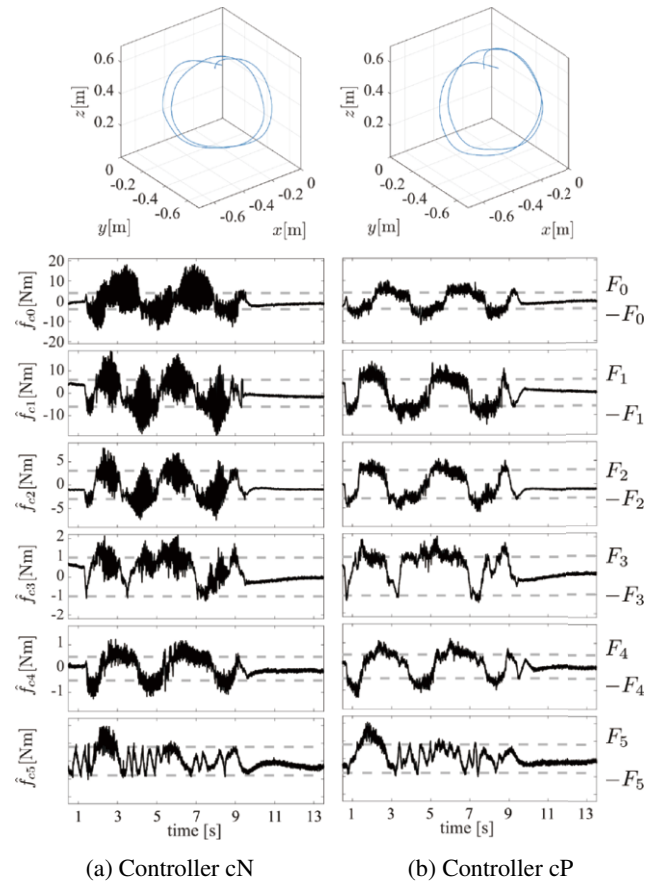 0.6
0.4
0.2
0
z[m]
-0.2
-0.4
-0.6
y[m]
0
-0.2
-0.4
-0.6
x[m]
0.6
0.4
0.2
0
z[m]
-0.2
-0.4
-0.6
y[m]
0
-0.2
-0.4
-0.6
x[m]
f̂c0[Nm]
20
10
0
-10
-20
F0
-F0
f̂c1[Nm]
10
0
-10
F1
-F1
f̂c2[Nm]
5
0
-5
F2
-F2
f̂c3[Nm]
2
1
0
-1
-2
F3
-F3
f̂c4[Nm]
1
0
-1
F4
-F4
f̂c5[Nm]
F5
-F5
1 3 5 7 9 11 13
time [s]
1 3 5 7 9 11 13
time [s]
(a) Controller cN
(b) Controller cP